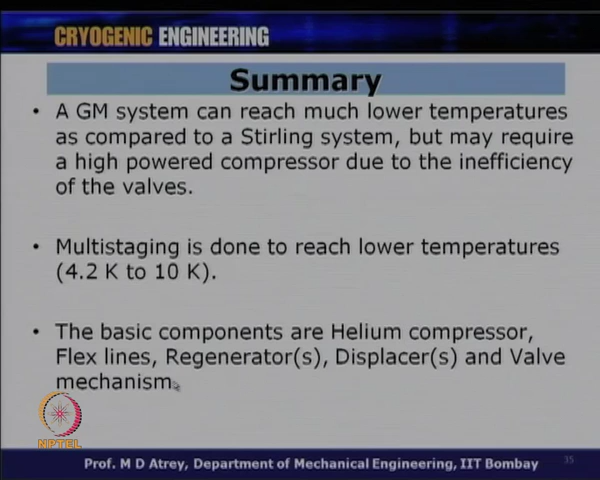 CRYOGENIC ENGINEERING
Summary
• A GM system can reach much lower temperatures
as compared to a Stirling system, but may require
a high powered compressor due to the inefficiency
of the valves.
• Multistaging is done to reach lower temperatures
(4.2 K to 10 K).
• The basic components are Helium compressor,
Flex lines, Regenerator(s), Displacer(s) and Valve
mechanism.
NPTEL
Prof. M D Atrey, Department of Mechanical Engineering, IIT Bombay
35